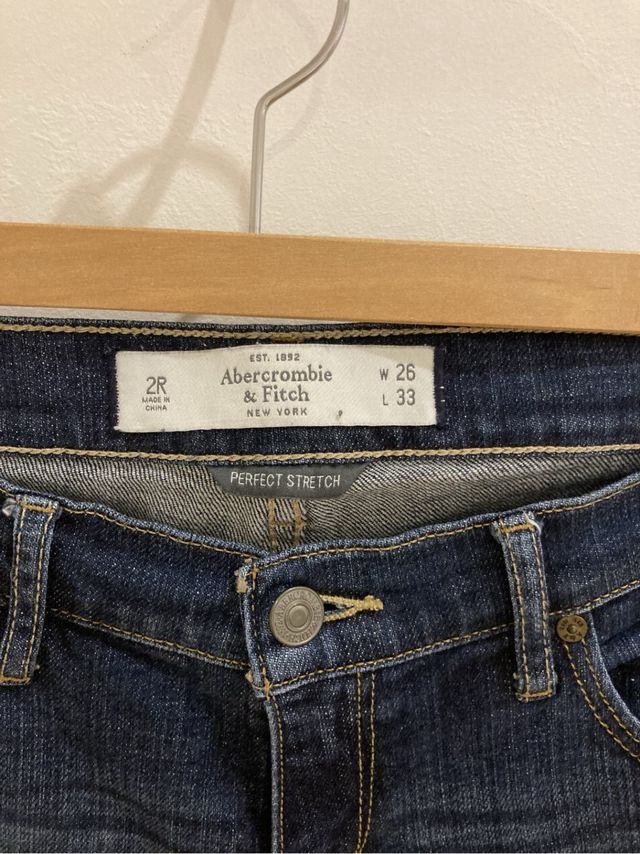 EST. 1892
Abercrombie
& Fitch
NEW YORK
2R
MADE IN
CHINA
W 26
L 33
PERFECT STRETCH